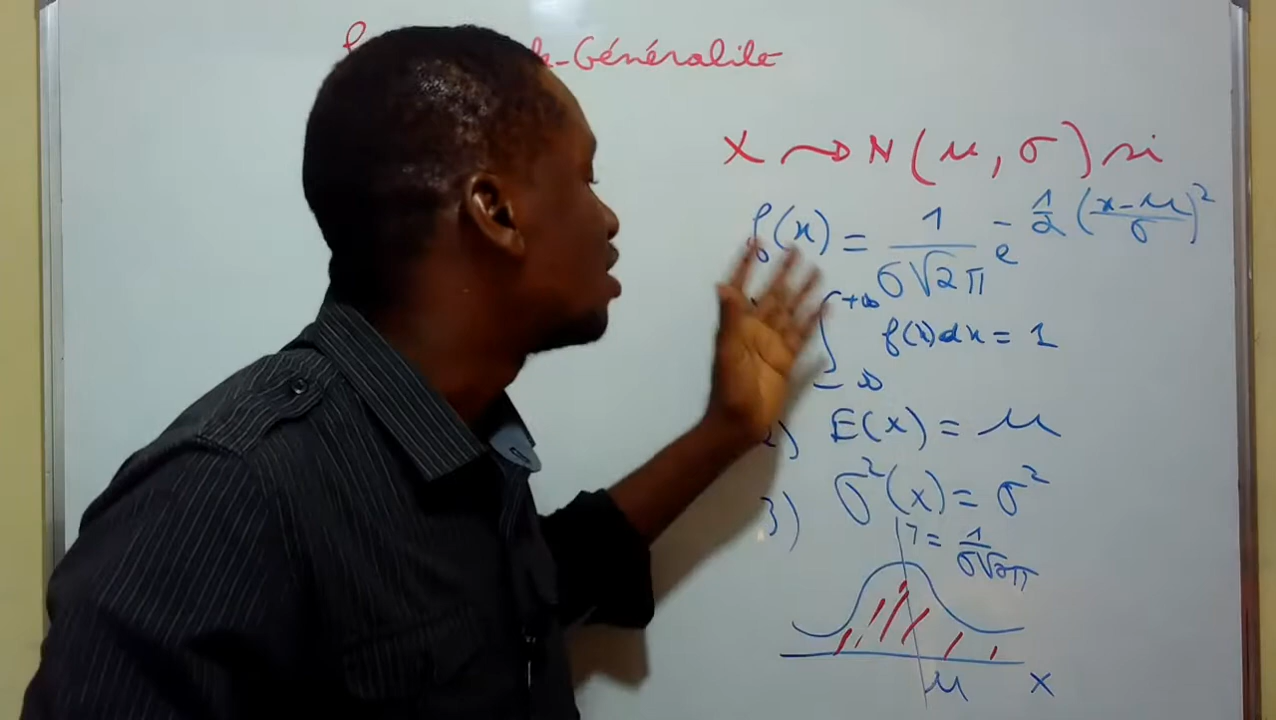 Généralité
X ⤳ N (μ, σ) si
f(x) = 1/(σ√2π) e^(-1/2 ((x-μ)/σ)²)
∫_{-∞}^{+∞} f(x)dx = 1
2) E(x) = μ
3) σ²(x) = σ²
= 1/(σ√2π)
μ X